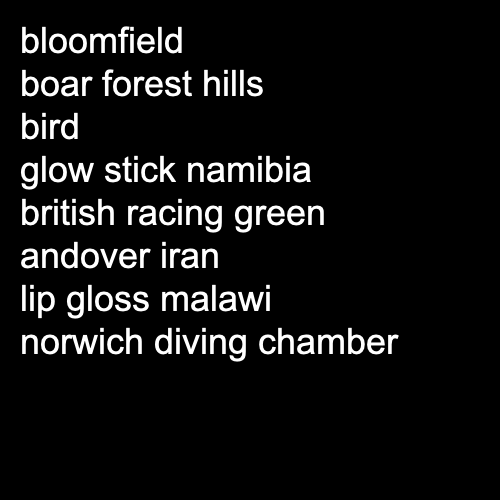 bloomfield
boar forest hills
bird
glow stick namibia
british racing green
andover iran
lip gloss malawi
norwich diving chamber